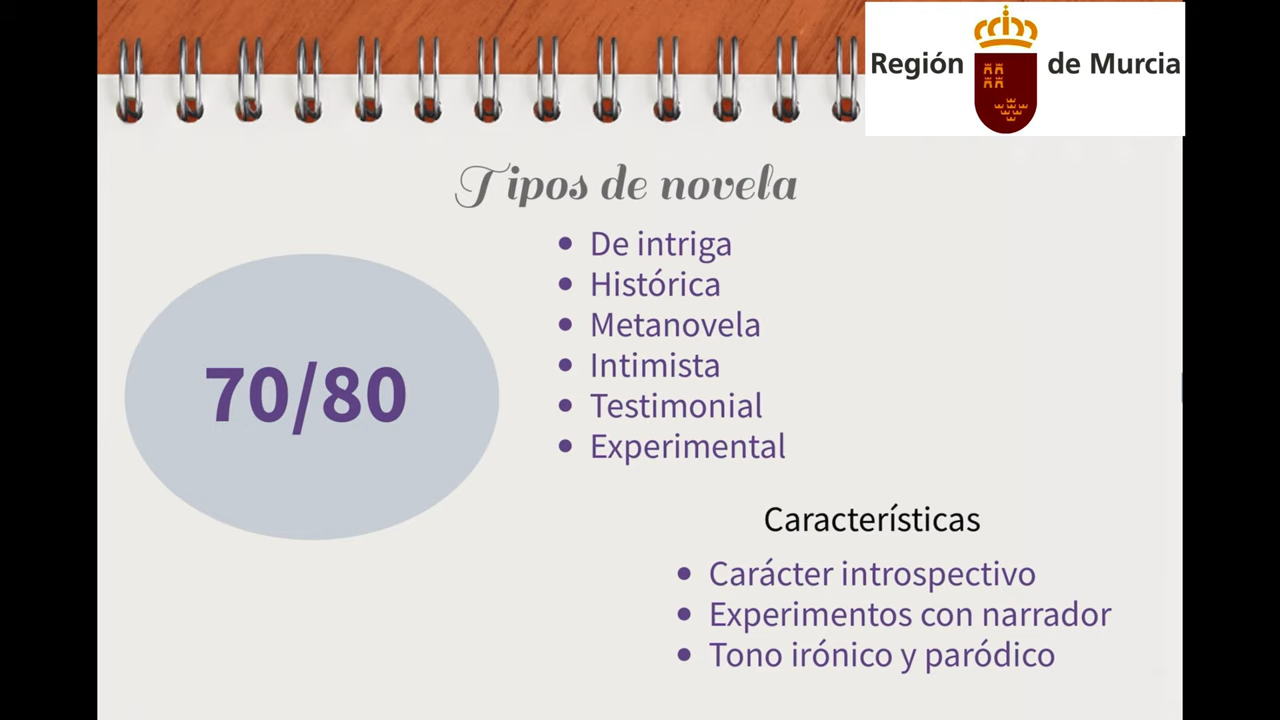 Región de Murcia
Tipos de novela
De intriga
Histórica
Metanovela
Intimista
Testimonial
Experimental
70/80
Características
Carácter introspectivo
Experimentos con narrador
Tono irónico y paródico